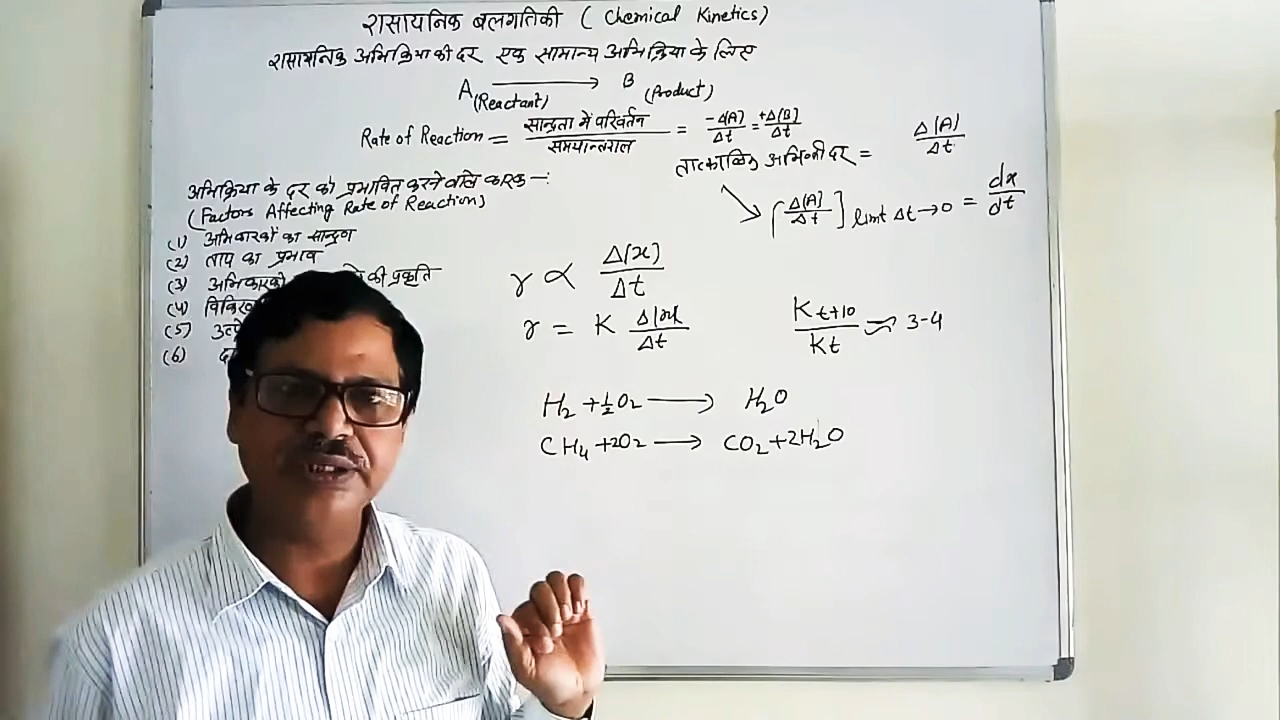 रासायनिक बलगतिकी ( Chemical Kinetics)
रासायनिक अभिक्रिया की दर एक सामान्य अभिक्रिया के लिए
A (Reactant) ⟶ B (Product)
Rate of Reaction = सान्द्रता में परिवर्तन / समयान्तराल = -Δ(A)/Δt = +Δ(B)/Δt
तात्कालिक अभि०की दर = Δ(A)/Δt
[Δ(A)/Δt] limt Δt→0 = dx/dt
अभिक्रिया के दर को प्रभावित करने वाले कारक -:
(Factors Affecting Rate of Reaction)
(1) अभिकारकों का सान्द्रण
(2) ताप का प्रभाव
(3) अभिकारको की प्रकृति
(4)
(5)
(6)
r ∝ Δ(x)/Δt
r = K Δ(x)/Δt
K t+10 / Kt ≈ 3-4
H₂ + ½O₂ ⟶ H₂O
CH₄ + 2O₂ ⟶ CO₂ + 2H₂O